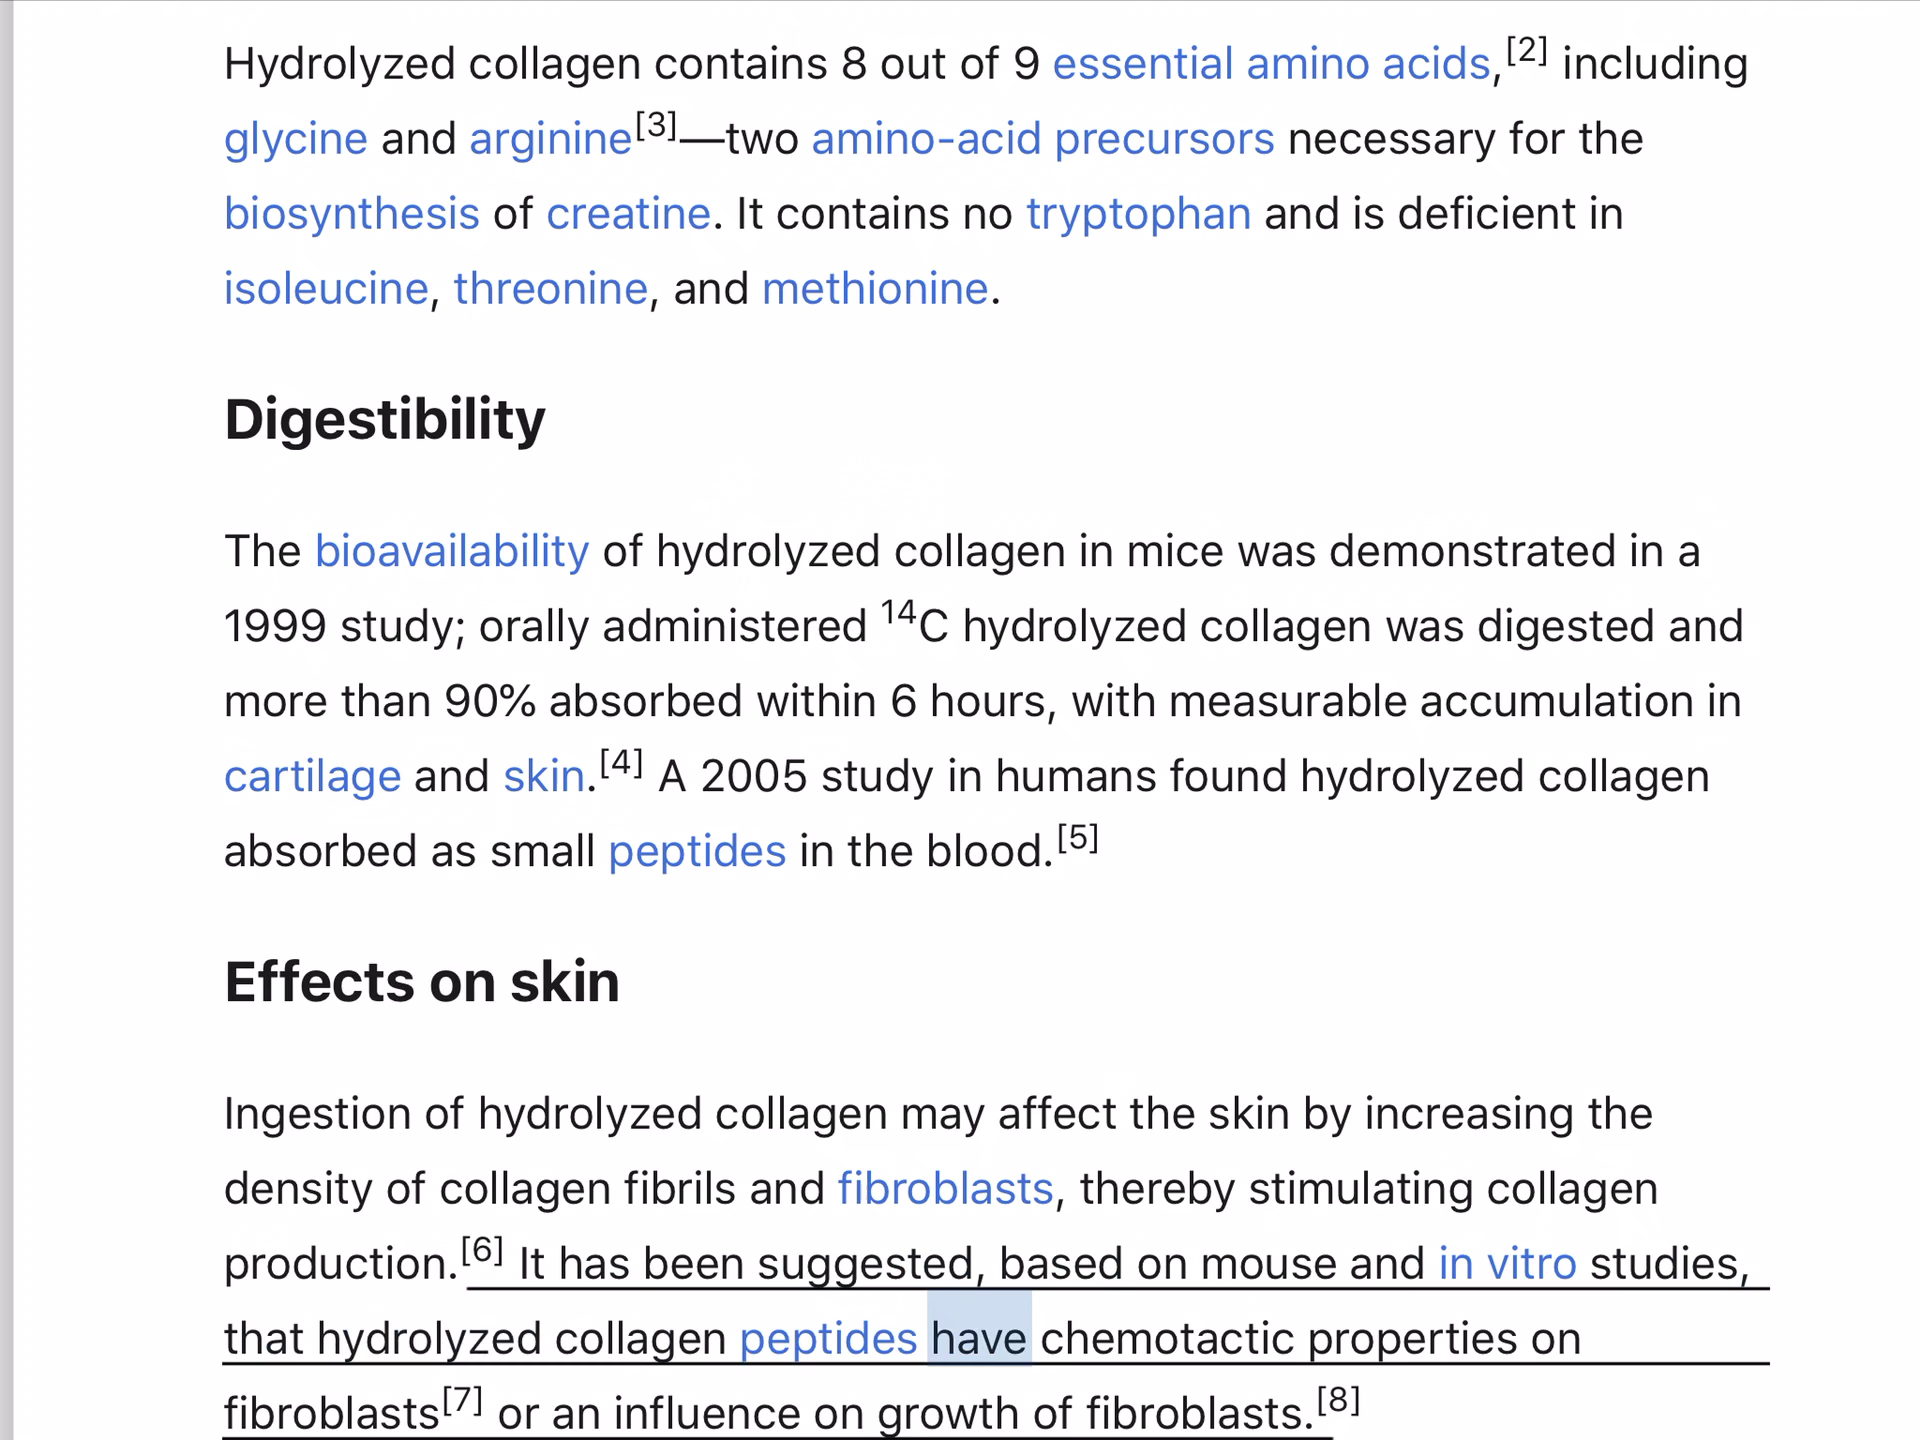 Hydrolyzed collagen contains 8 out of 9 essential amino acids,[2] including
glycine and arginine[3]—two amino-acid precursors necessary for the
biosynthesis of creatine. It contains no tryptophan and is deficient in
isoleucine, threonine, and methionine.
Digestibility
The bioavailability of hydrolyzed collagen in mice was demonstrated in a
1999 study; orally administered 14C hydrolyzed collagen was digested and
more than 90% absorbed within 6 hours, with measurable accumulation in
cartilage and skin.[4] A 2005 study in humans found hydrolyzed collagen
absorbed as small peptides in the blood.[5]
Effects on skin
Ingestion of hydrolyzed collagen may affect the skin by increasing the
density of collagen fibrils and fibroblasts, thereby stimulating collagen
production.[6] It has been suggested, based on mouse and in vitro studies,
that hydrolyzed collagen peptides have chemotactic properties on
fibroblasts[7] or an influence on growth of fibroblasts.[8]